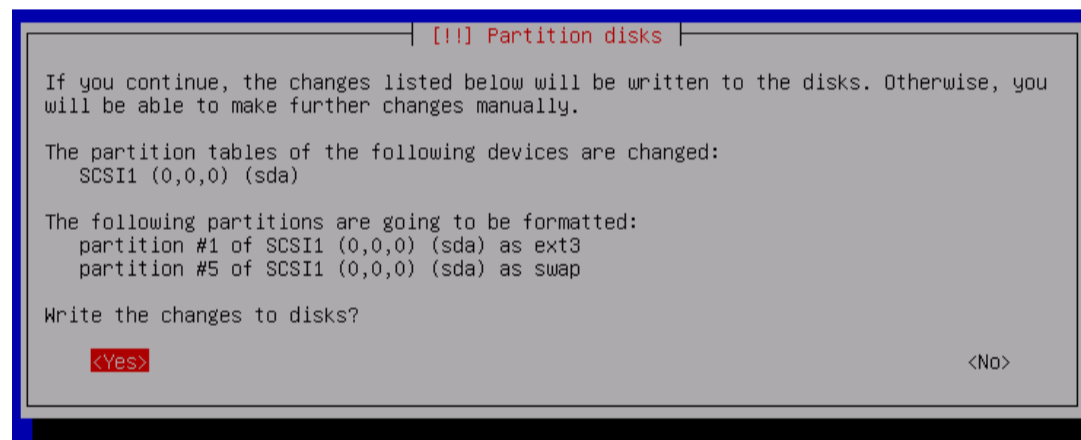 [!!] Partition disks
If you continue, the changes listed below will be written to the disks. Otherwise, you
will be able to make further changes manually.
The partition tables of the following devices are changed:
SCSI1 (0,0,0) (sda)
The following partitions are going to be formatted:
partition #1 of SCSI1 (0,0,0) (sda) as ext3
partition #5 of SCSI1 (0,0,0) (sda) as swap
Write the changes to disks?
<Yes> <No>